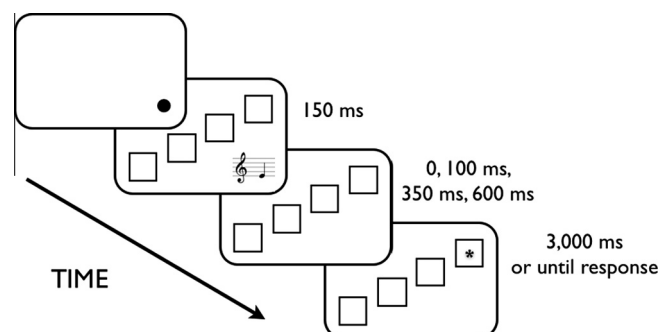 150 ms
0, 100 ms,
350 ms, 600 ms
3,000 ms
or until response
TIME
*